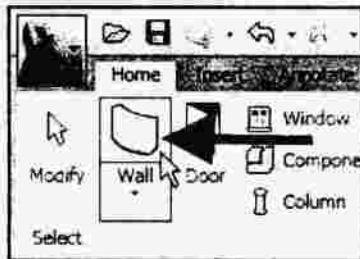 Home Insert Annotate
Window
Modify Wall Door Compone
Column
Select